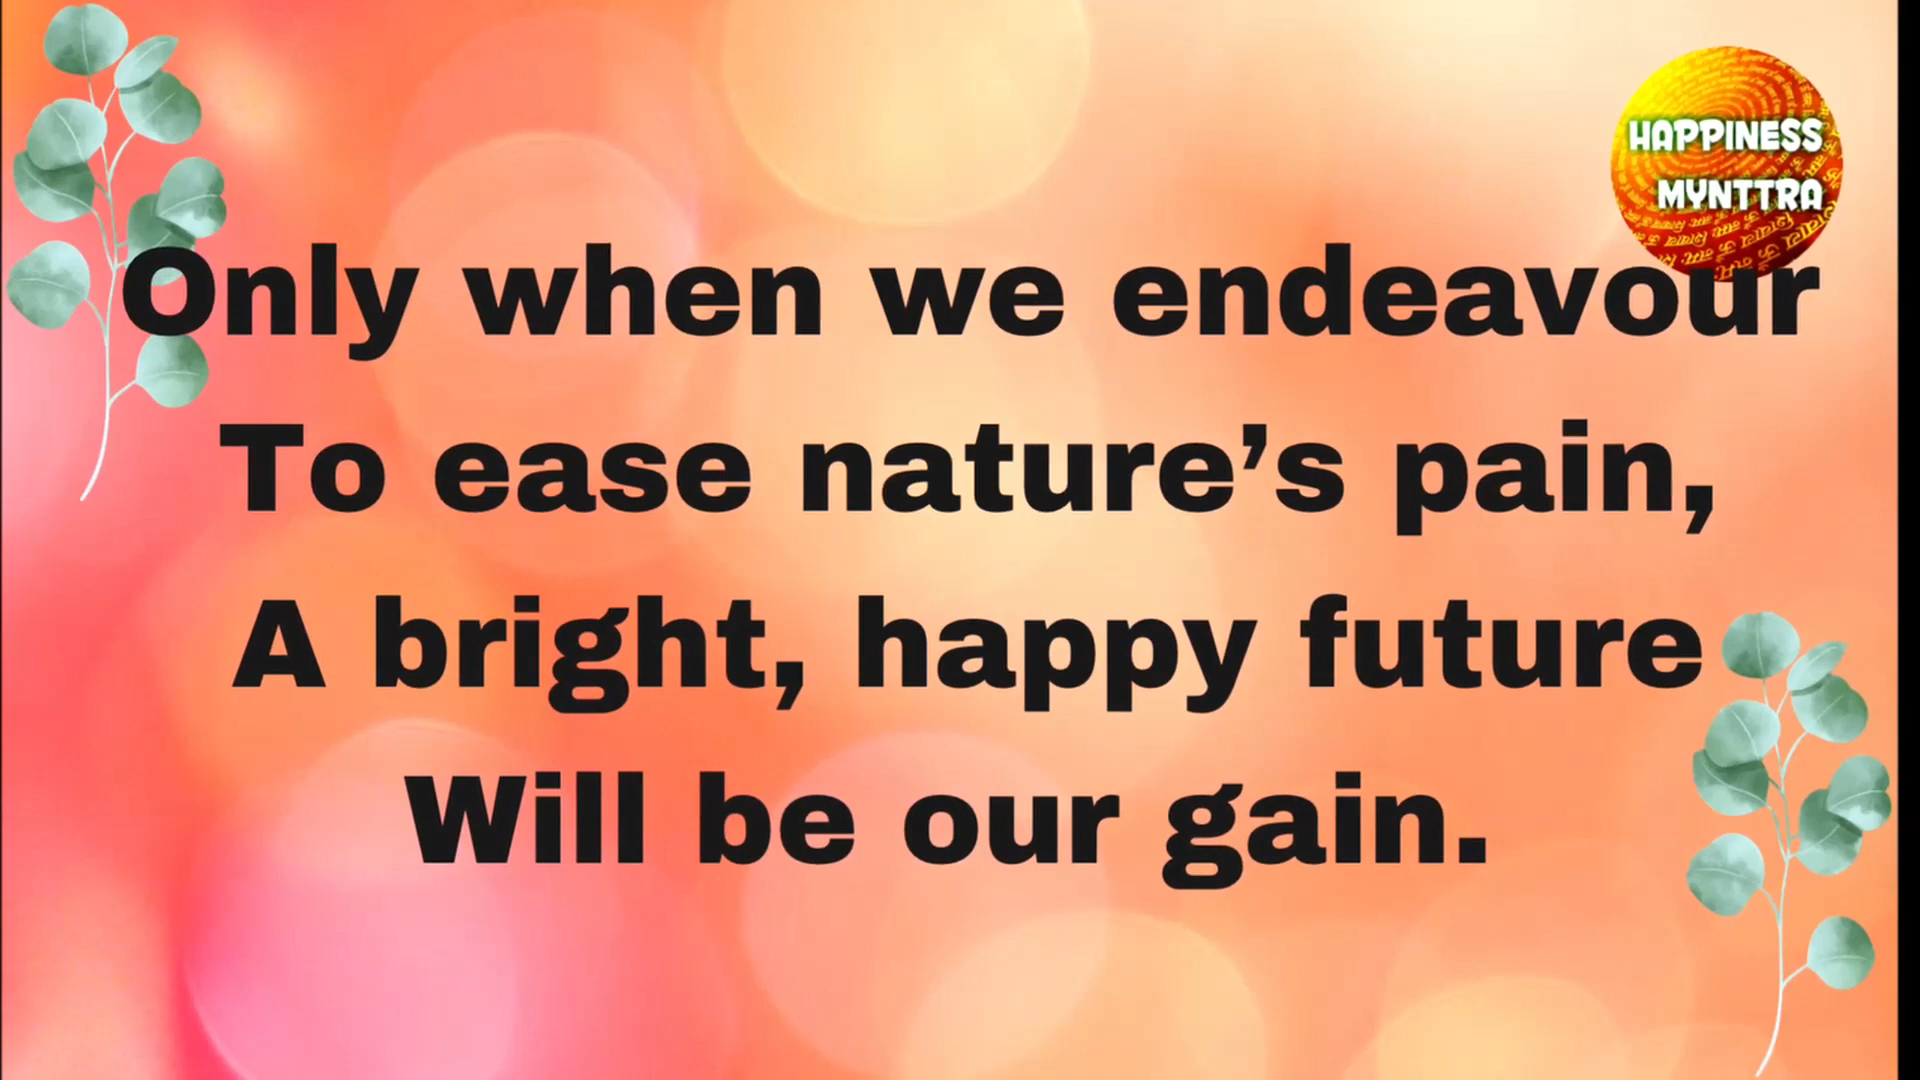 HAPPINESS
MYNTTRA
Only when we endeavour
To ease nature’s pain,
A bright, happy future
Will be our gain.